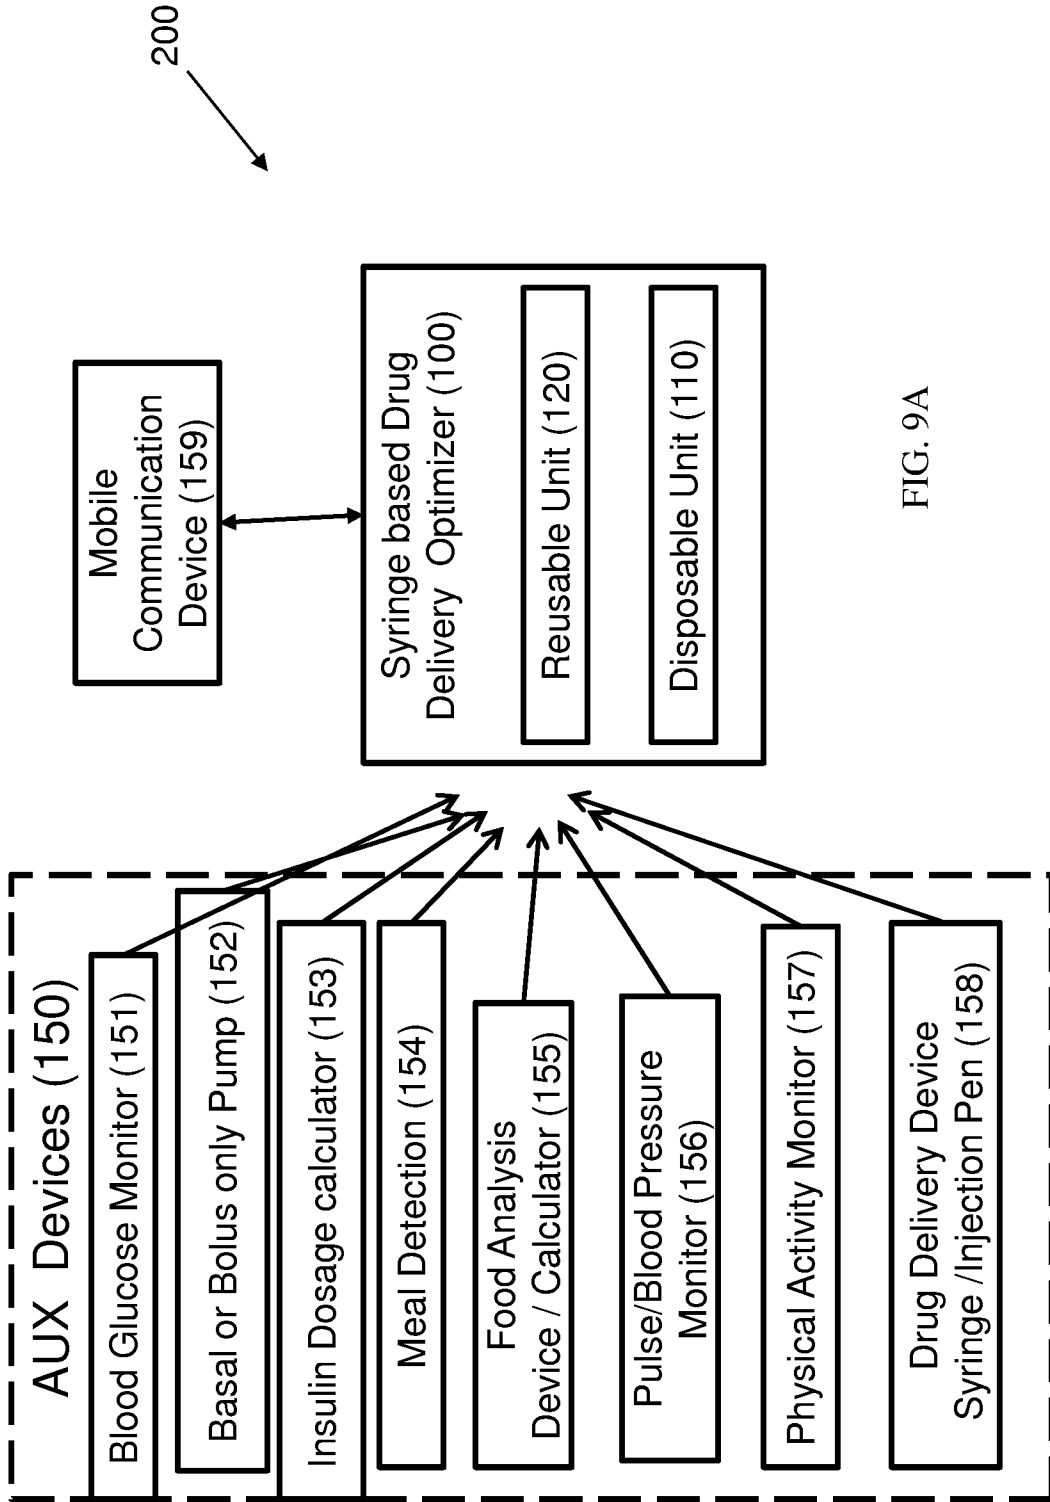 200
AUX Devices (150)
Blood Glucose Monitor (151)
Basal or Bolus only Pump (152)
Insulin Dosage calculator (153)
Meal Detection (154)
Food Analysis
Device / Calculator (155)
Pulse/Blood Pressure
Monitor (156)
Physical Activity Monitor (157)
Drug Delivery Device
Syringe /Injection Pen (158)
Mobile
Communication
Device (159)
Syringe based Drug
Delivery Optimizer (100)
Reusable Unit (120)
Disposable Unit (110)
FIG. 9A